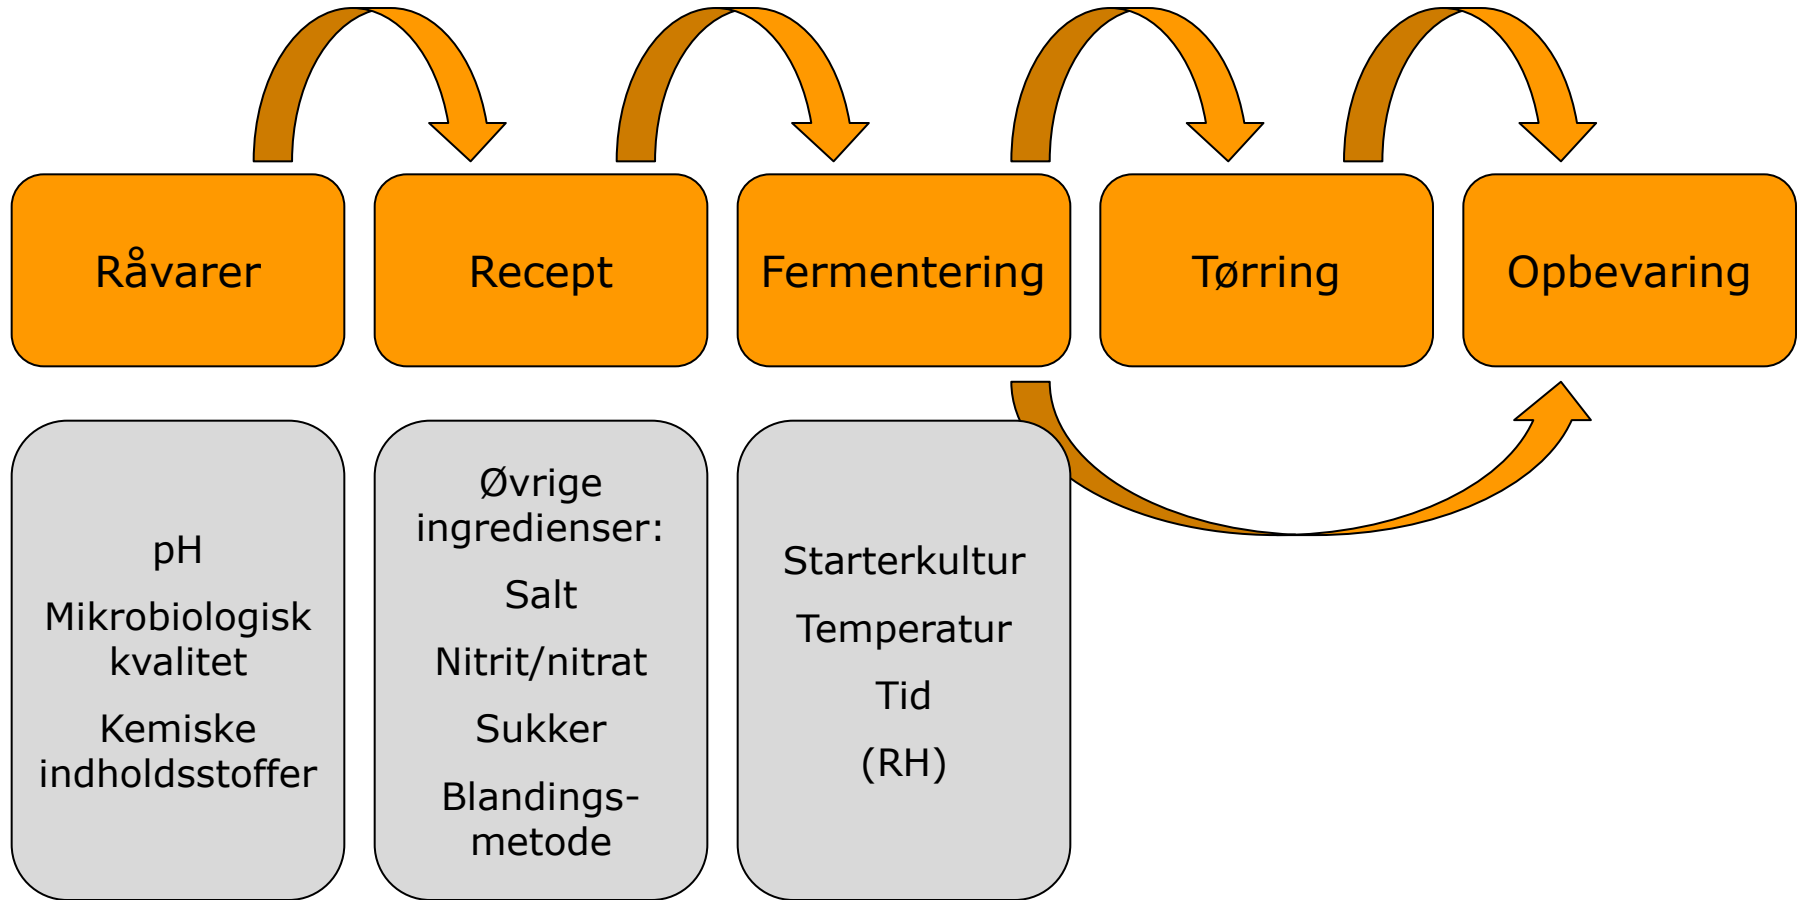 Råvarer
Recept
Fermentering
Tørring
Opbevaring
pH
Mikrobiologisk
kvalitet
Kemiske
indholdsstoffer
Øvrige
ingredienser:
Salt
Nitrit/nitrat
Sukker
Blandings-
metode
Starterkultur
Temperatur
Tid
(RH)